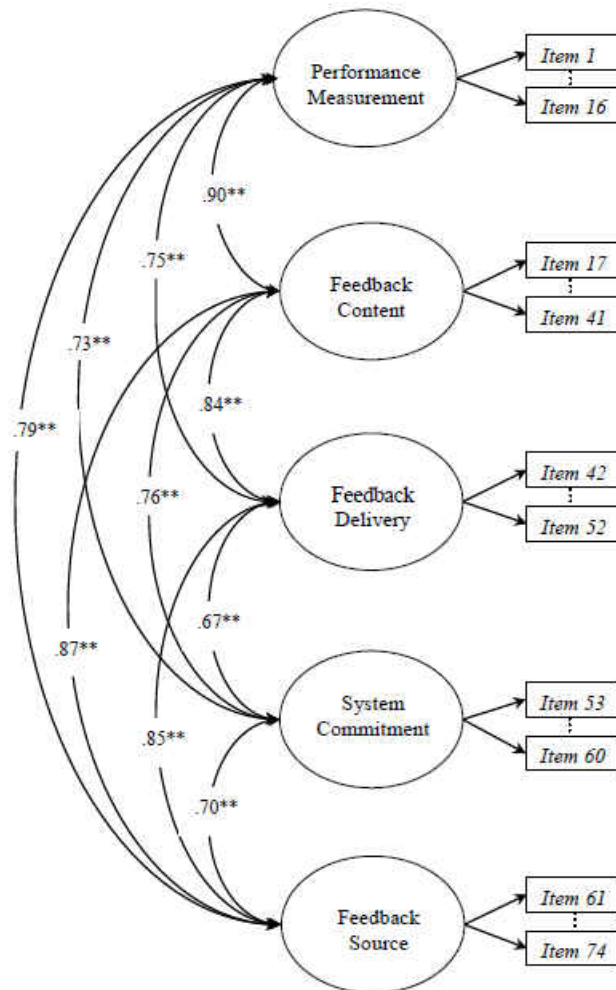 Performance
Measurement
Item 1
Item 16
.90**
.75**
Feedback
Content
Item 17
Item 41
.73**
.84**
.79**
Feedback
Delivery
Item 42
Item 52
.76**
.67**
.87**
System
Commitment
Item 53
Item 60
.85**
.70**
Feedback
Source
Item 61
Item 74